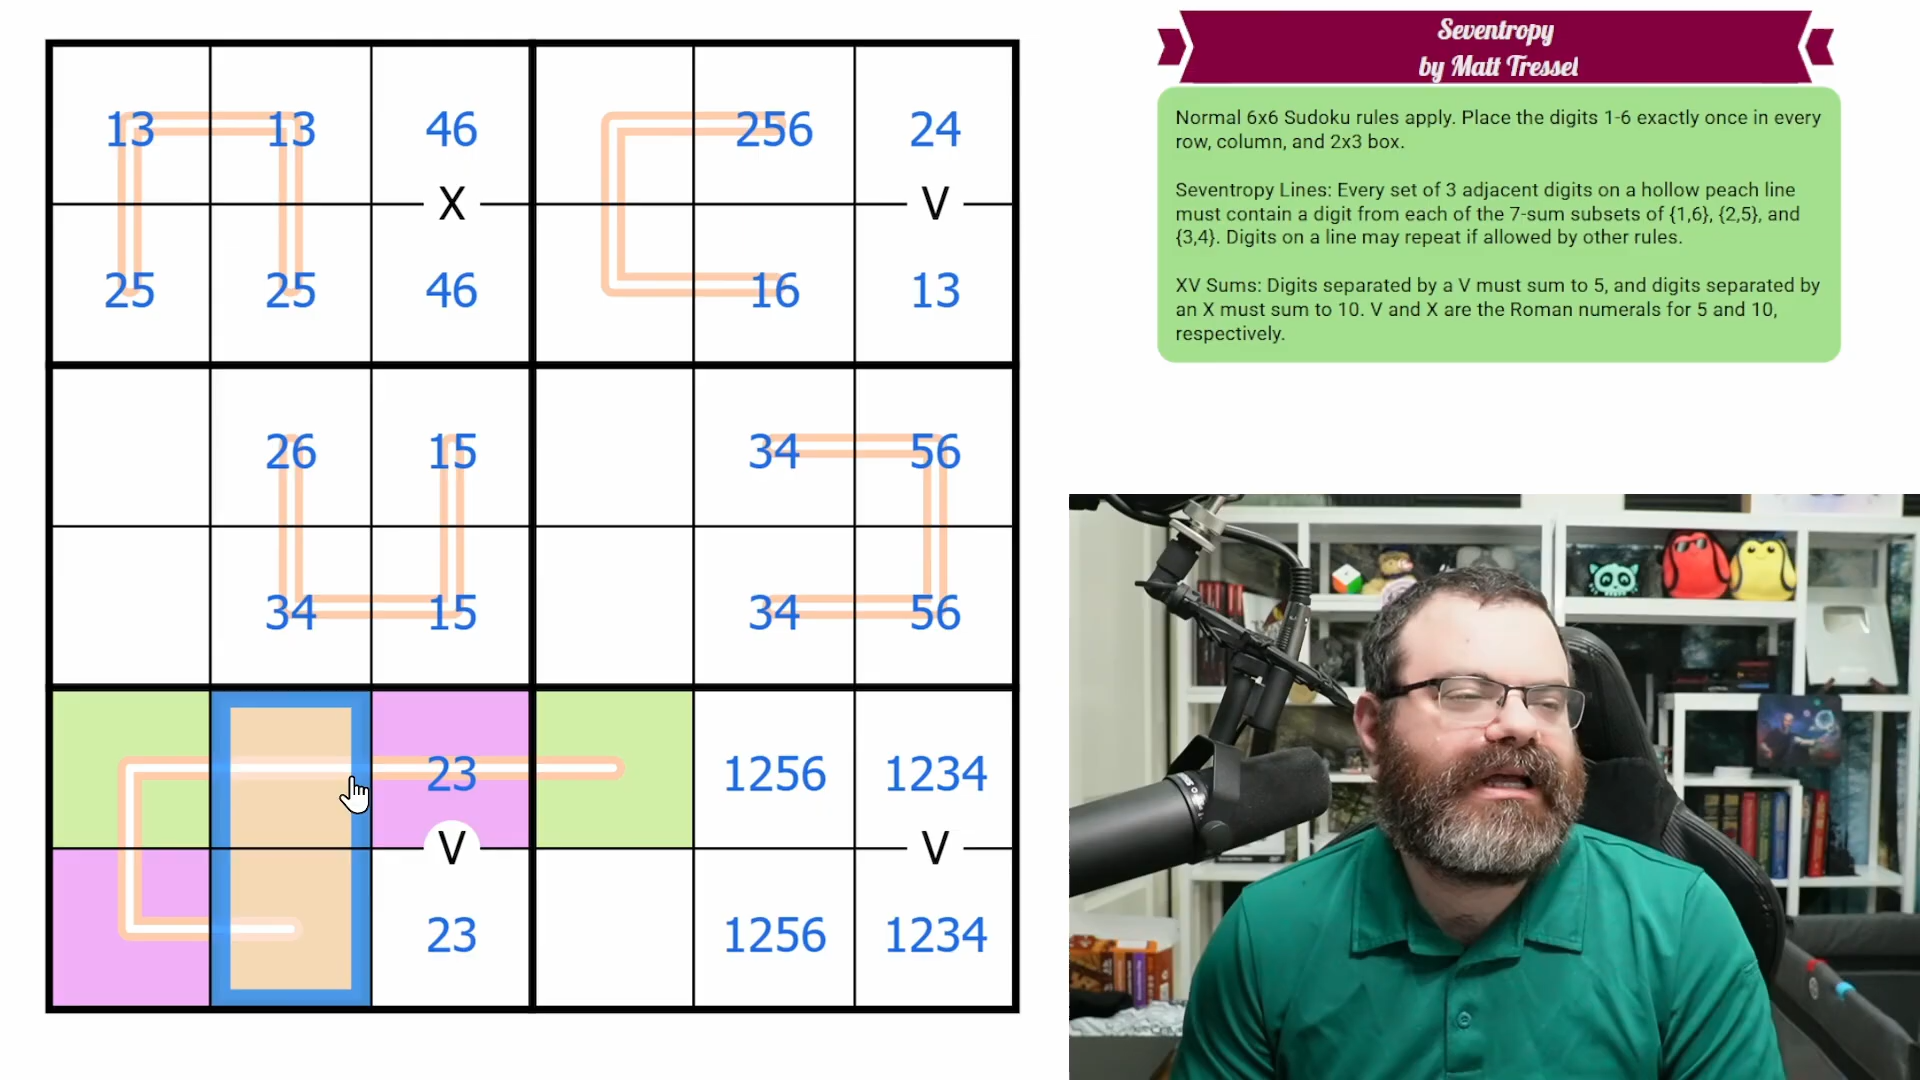 Seventropy
by Matt Tressel
Normal 6x6 Sudoku rules apply. Place the digits 1-6 exactly once in every
row, column, and 2x3 box.
Seventropy Lines: Every set of 3 adjacent digits on a hollow peach line
must contain a digit from each of the 7-sum subsets of {1,6}, {2,5}, and
{3,4}. Digits on a line may repeat if allowed by other rules.
XV Sums: Digits separated by a V must sum to 5, and digits separated by
an X must sum to 10. V and X are the Roman numerals for 5 and 10,
respectively.
13 13 46 256 24
X V
25 25 46 16 13
26 15 34 56
34 15 34 56
23 1256 1234
V V
23 1256 1234